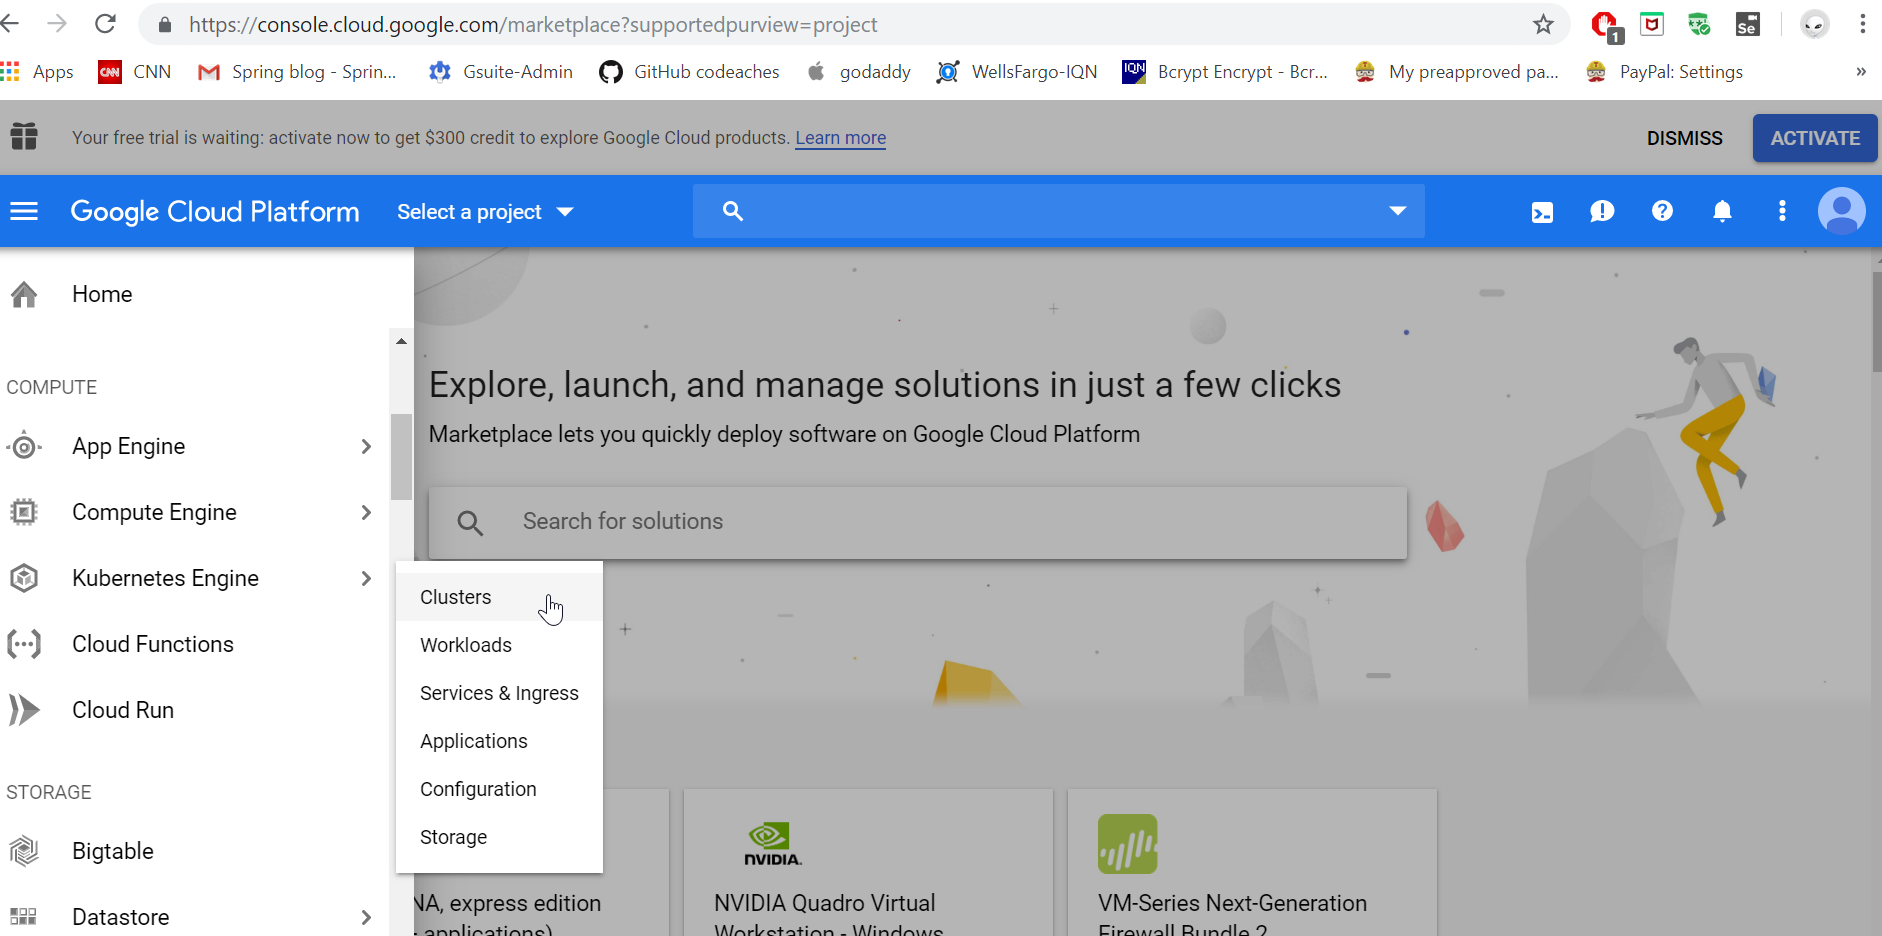 https://console.cloud.google.com/marketplace?supportedpurview=project
1
Se
Apps CNN CNN Spring blog - Sprin... Gsuite-Admin GitHub codeaches godaddy WellsFargo-IQN IQN Bcrypt Encrypt - Bcr... My preapproved pa... PayPal: Settings »
Your free trial is waiting: activate now to get $300 credit to explore Google Cloud products. Learn more DISMISS ACTIVATE
Google Cloud Platform Select a project
Home
COMPUTE
App Engine
Compute Engine
Kubernetes Engine
Cloud Functions
Cloud Run
STORAGE
Bigtable
Datastore
Clusters
Workloads
Services & Ingress
Applications
Configuration
Storage
Explore, launch, and manage solutions in just a few clicks
Marketplace lets you quickly deploy software on Google Cloud Platform
Search for solutions
NA, express edition
applications)
NVIDIA.
NVIDIA Quadro Virtual
Workstation - Windows
VM-Series Next-Generation
Firewall Bundle 2